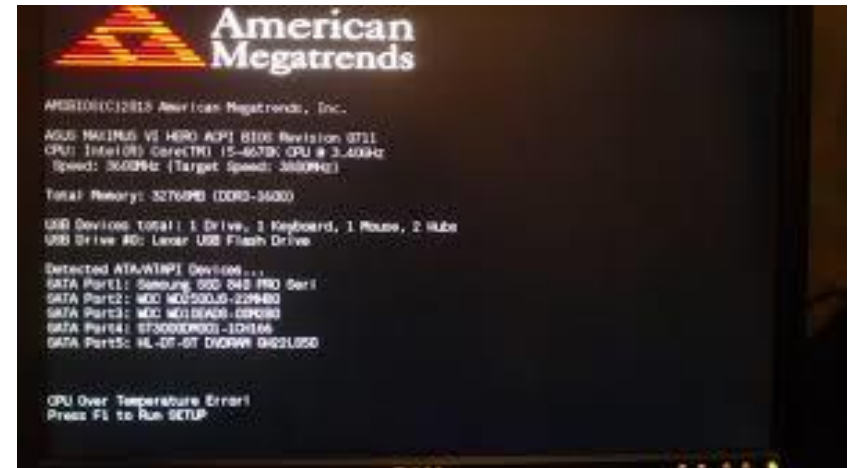 American
Megatrends
AMIBIOS(C)2013 American Megatrends, Inc.
ASUS MAXIMUS VI HERO ACPI BIOS Revision 0711
CPU: Intel(R) Core(TM) i5-4670K CPU @ 3.40GHz
Speed: 3600MHz (Target Speed: 3800MHz)
Total Memory: 32768MB (DDR3-1600)
USB Devices total: 1 Drive, 1 Keyboard, 1 Mouse, 2 Hubs
USB Drive #0: Lexar USB Flash Drive
Detected ATA/ATAPI Devices...
SATA Port1: Samsung SSD 840 PRO Seri
SATA Port2: WDC
SATA Port3: WDC
SATA Port4: ST3000DM001-1CH166
SATA Port5: HL-DT-ST DVDRAM
CPU Over Temperature Error!
Press F1 to Run SETUP